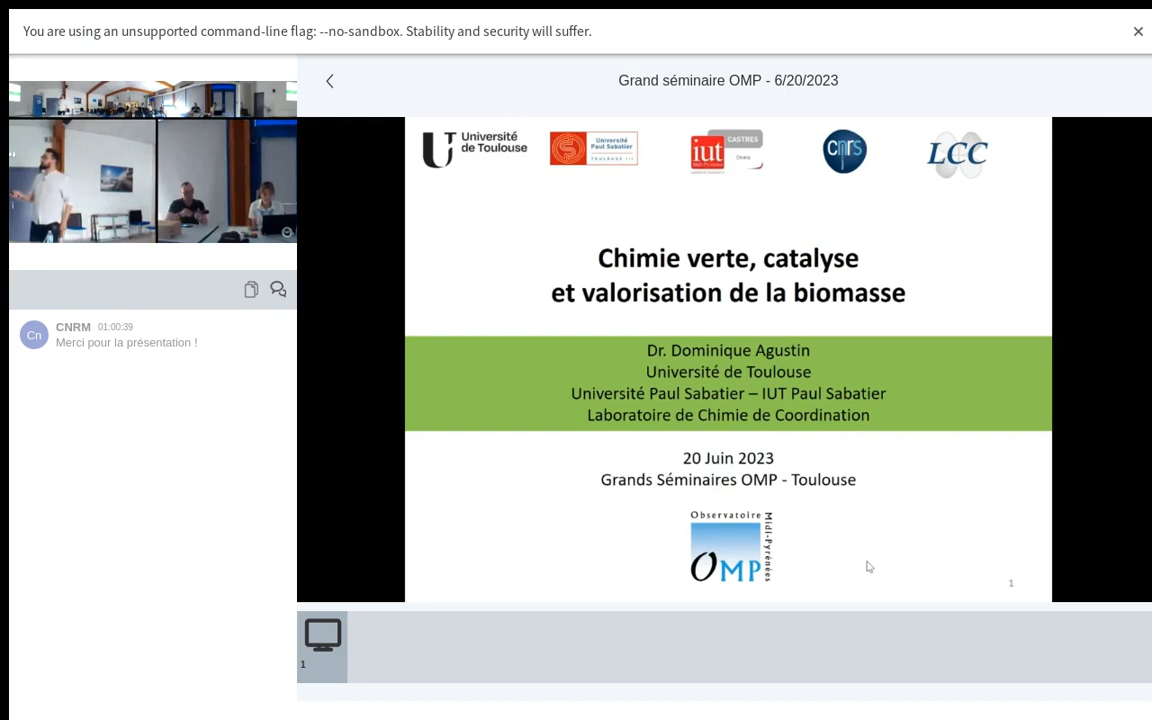 You are using an unsupported command-line flag: --no-sandbox. Stability and security will suffer.
Grand séminaire OMP - 6/20/2023
Université
de Toulouse
Université
Paul Sabatier
TOULOUSE III
iut
CASTRES
cnrs
LCC
Chimie verte, catalyse
et valorisation de la biomasse
Dr. Dominique Agustin
Université de Toulouse
Université Paul Sabatier – IUT Paul Sabatier
Laboratoire de Chimie de Coordination
20 Juin 2023
Grands Séminaires OMP - Toulouse
Observatoire
Midi-Pyrénées
OMP
1
Cn
CNRM 01:00:39
Merci pour la présentation !
1